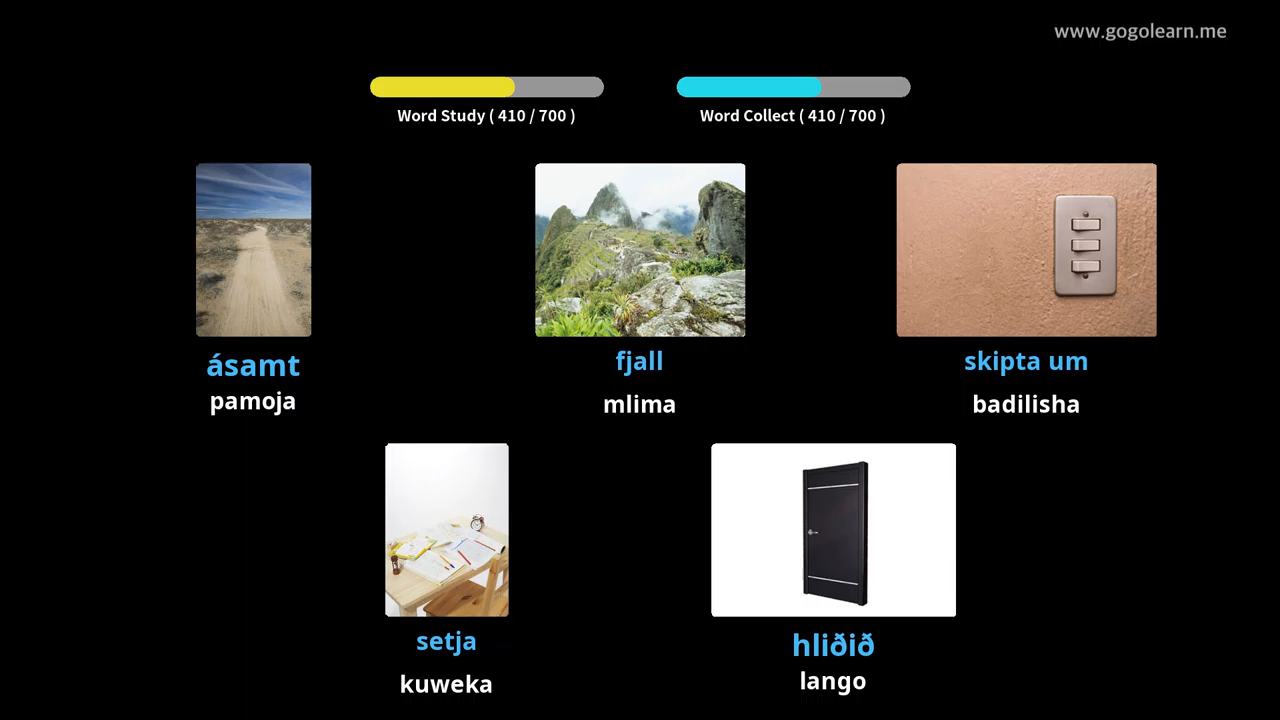 www.gogolearn.me
Word Study ( 410 / 700 )
Word Collect ( 410 / 700 )
ásamt
pamoja
fjall
mlima
skipta um
badilisha
setja
kuweka
hliðið
lango